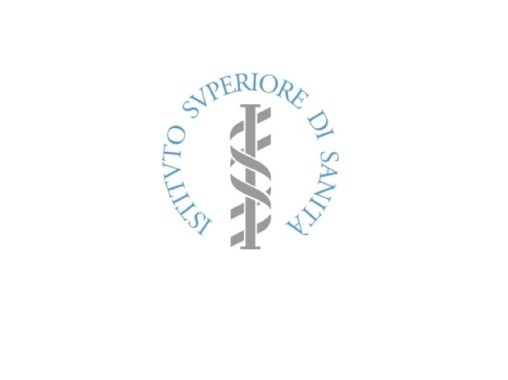 ISTITVTO SVPERIORE DI SANITÀ